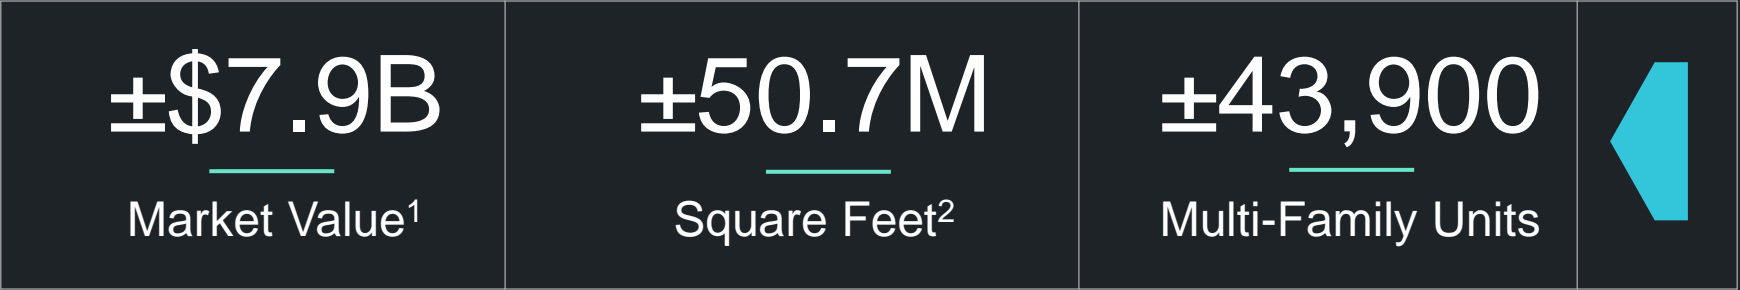 ±$7.9B
Market Value¹
±50.7M
Square Feet²
±43,900
Multi-Family Units